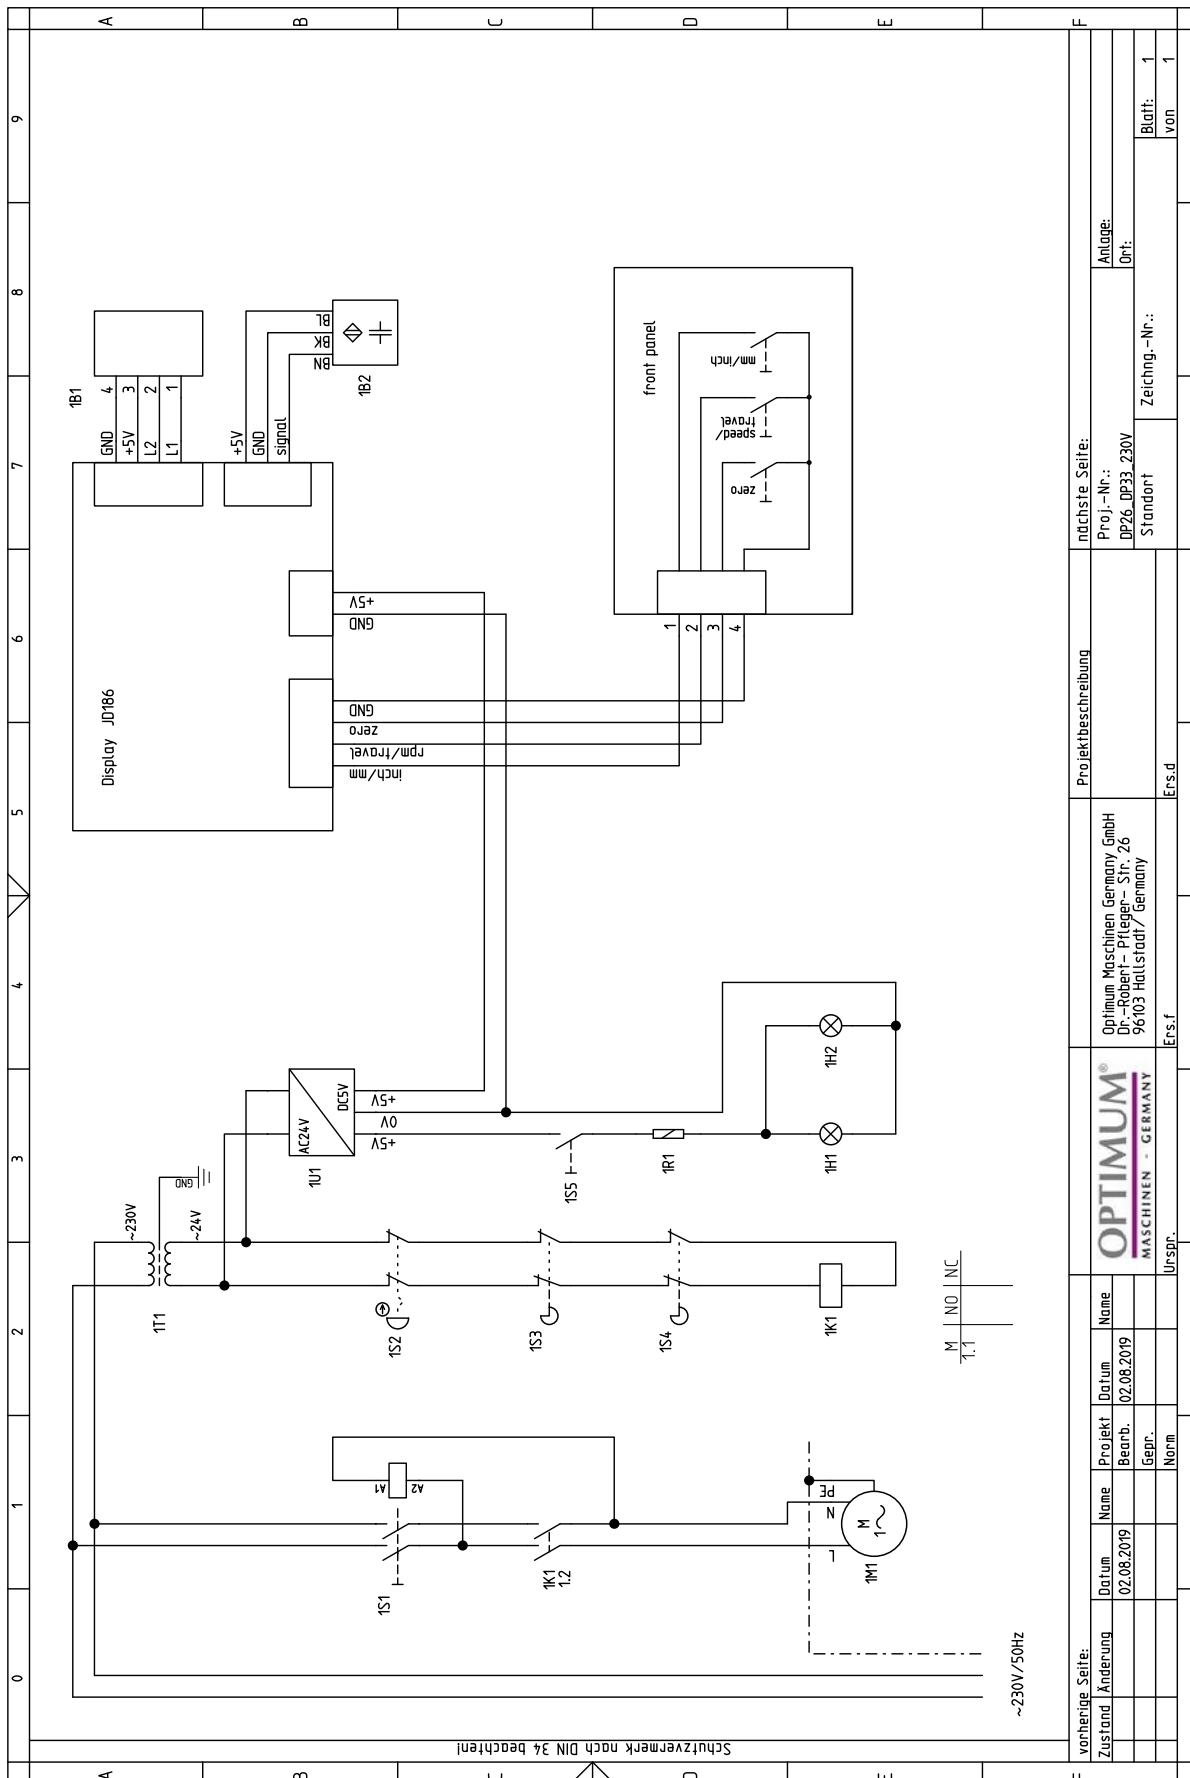 0 1 2 3 4 5 6 7 8 9
A
B
C
D
E
F
A
B
C
D
E
F
Schutzvermerk nach DIN 34 beachten!
~230V/50Hz
1S1
A1
A2
1K1
1.2
L
N
PE
M
1~
1M1
1T1
~230V
~24V
GND
1S2
1S3
1S4
1K1
M NO NC
1.1
1U1
AC24V
DC5V
+5V
0V
+5V
1S5
1R1
1H1
1H2
Display JD186
inch/mm
rpm/travel
zero
GND
GND
+5V
1B1
GND 4
+5V 3
L2 2
L1 1
+5V
GND
signal
BN
BK
BL
1B2
front panel
1
2
3
4
zero
speed/
travel
mm/inch
vorherige Seite:
Zustand Änderung Datum Name Projekt Datum Name
02.08.2019 Bearb. 02.08.2019
Gepr.
Norm
Urspr.
Ers.f
Ers.d
OPTIMUM®
MASCHINEN - GERMANY
Optimum Maschinen Germany GmbH
Dr.-Robert- Pfleger- Str. 26
96103 Hallstadt/ Germany
Projektbeschreibung
nächste Seite:
Proj.-Nr.:
DP26_DP33_230V
Standort
Zeichng.-Nr.:
Anlage:
Ort:
Blatt: 1
von 1